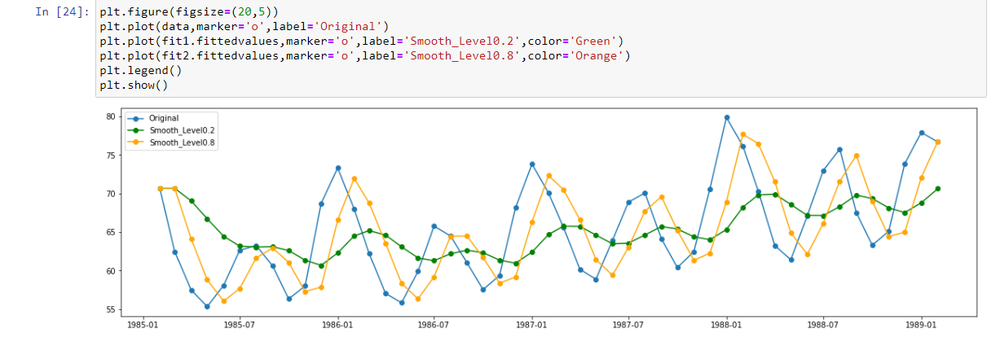 In [24]: plt.figure(figsize=(20,5))
plt.plot(data,marker='o',label='Original')
plt.plot(fit1.fittedvalues,marker='o',label='Smooth_Level0.2',color='Green')
plt.plot(fit2.fittedvalues,marker='o',label='Smooth_Level0.8',color='Orange')
plt.legend()
plt.show()
Original
Smooth_Level0.2
Smooth_Level0.8
80
75
70
65
60
55
1985-01 1985-07 1986-01 1986-07 1987-01 1987-07 1988-01 1988-07 1989-01